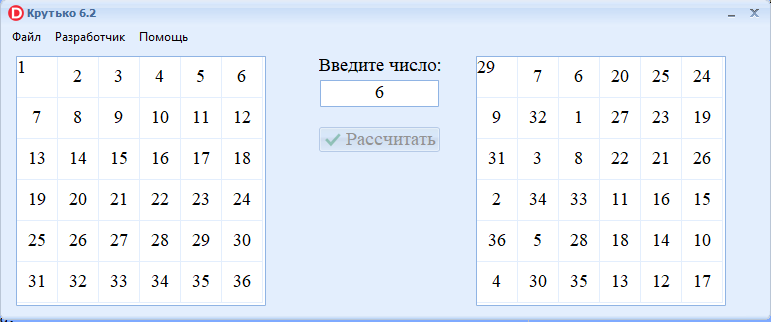 Крутько 6.2
Файл Разработчик Помощь
Введите число:
6
Рассчитать
1 2 3 4 5 6
7 8 9 10 11 12
13 14 15 16 17 18
19 20 21 22 23 24
25 26 27 28 29 30
31 32 33 34 35 36
29 7 6 20 25 24
9 32 1 27 23 19
31 3 8 22 21 26
2 34 33 11 16 15
36 5 28 18 14 10
4 30 35 13 12 17